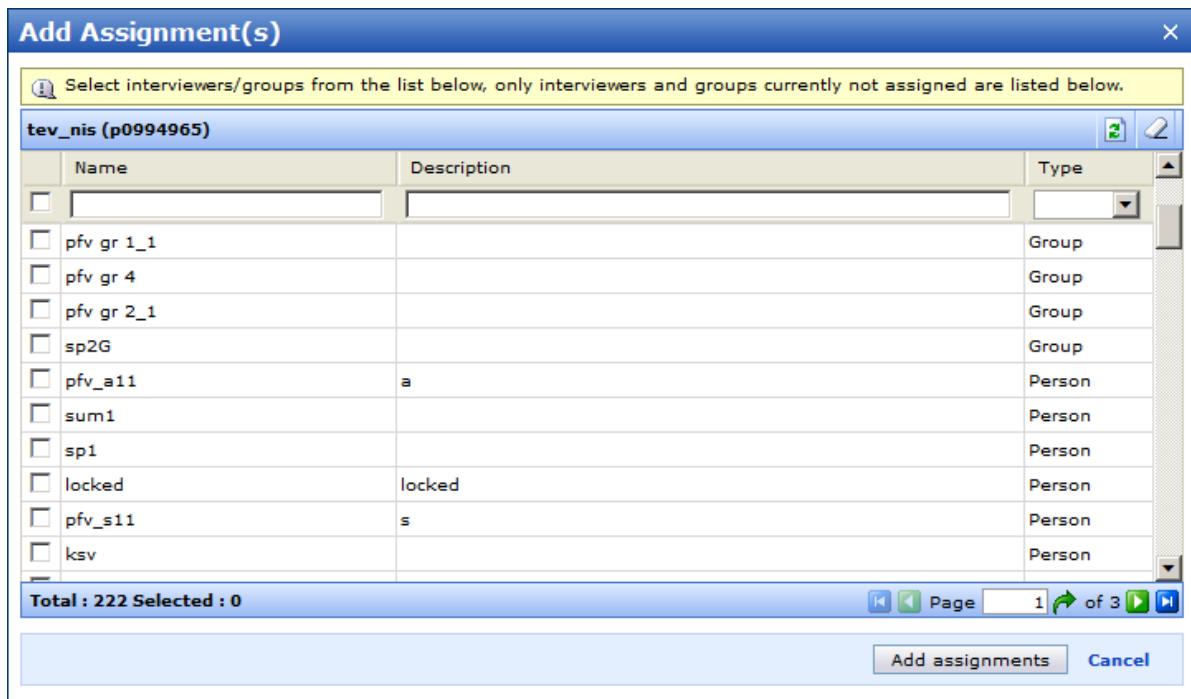 Add Assignment(s)
Select interviewers/groups from the list below, only interviewers and groups currently not assigned are listed below.
tev_nis (p0994965)
Name Description Type
pfv gr 1_1 Group
pfv gr 4 Group
pfv gr 2_1 Group
sp2G Group
pfv_a11 a Person
sum1 Person
sp1 Person
locked locked Person
pfv_s11 s Person
ksv Person
Total : 222 Selected : 0 Page 1 of 3
Add assignments Cancel